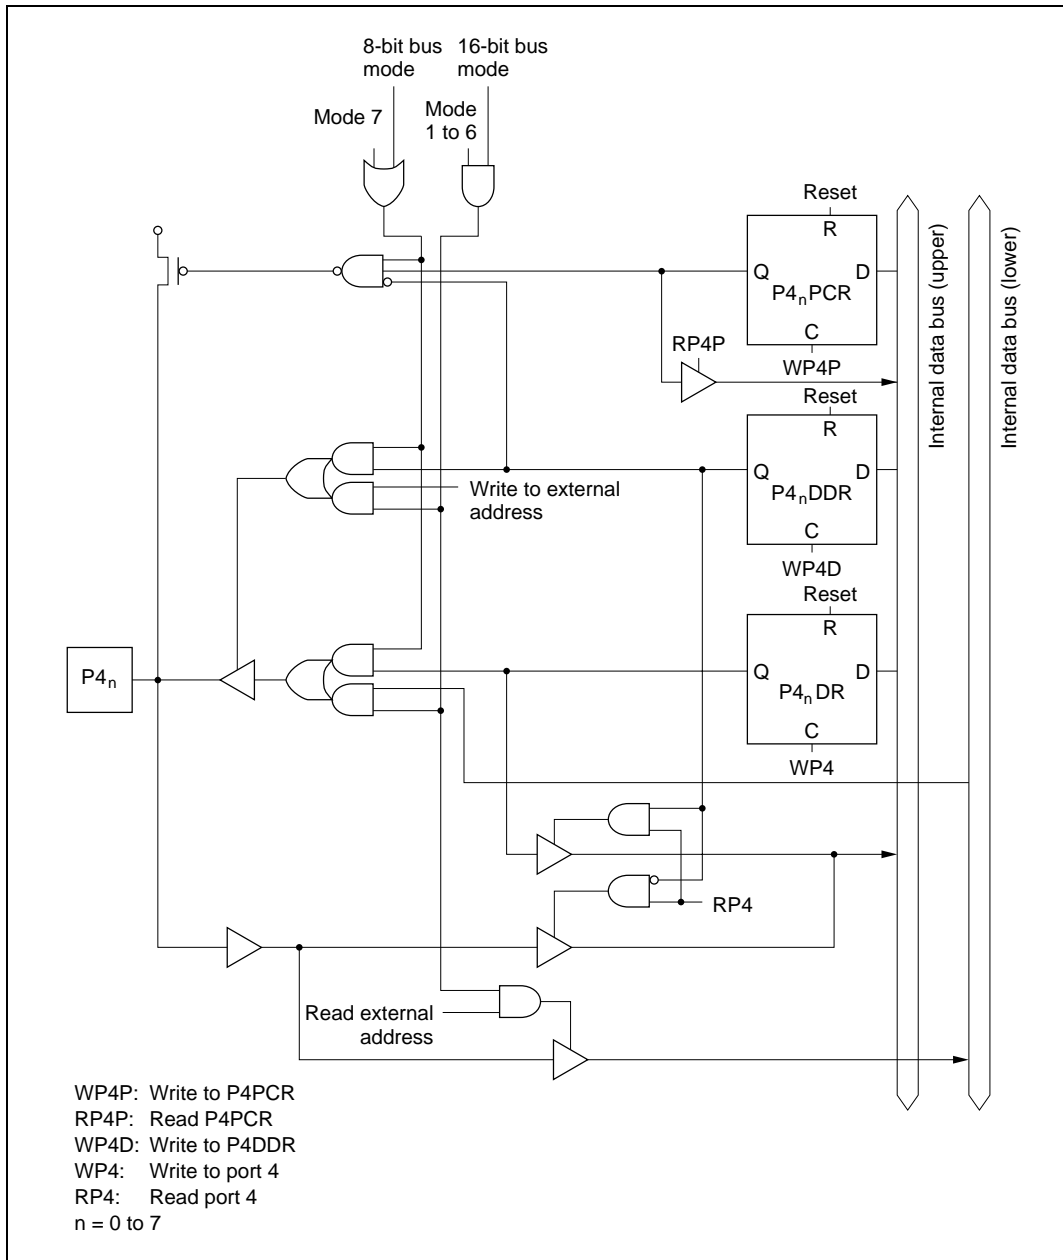 8-bit bus
mode
16-bit bus
mode
Mode 7
Mode
1 to 6
Reset
R
Q
D
P4nPCR
C
WP4P
RP4P
Internal data bus (upper)
Internal data bus (lower)
Reset
R
Q
D
P4nDDR
C
WP4D
Write to external
address
Reset
R
Q
D
P4nDR
C
WP4
P4n
RP4
Read external
address
WP4P: Write to P4PCR
RP4P: Read P4PCR
WP4D: Write to P4DDR
WP4: Write to port 4
RP4: Read port 4
n = 0 to 7